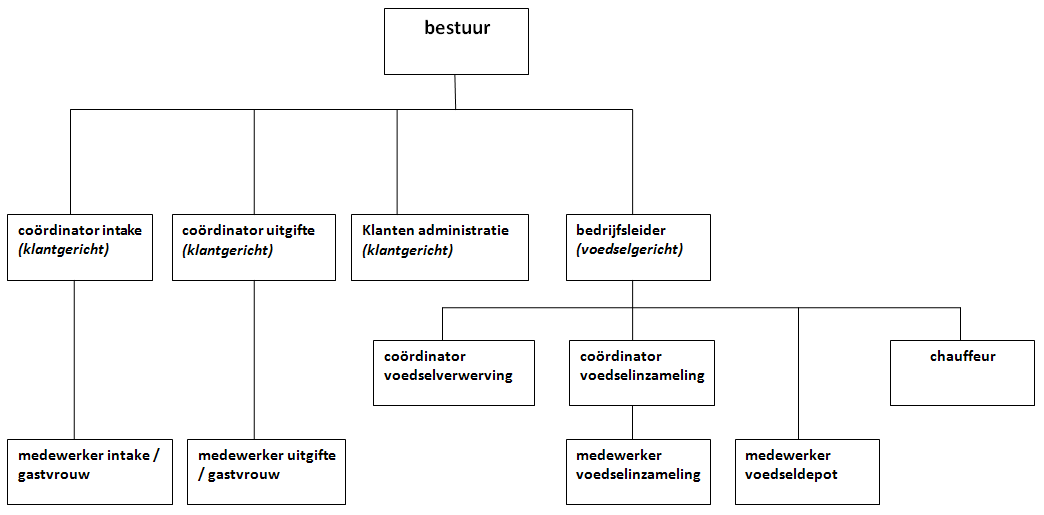 bestuur
coördinator intake
(klantgericht)
coördinator uitgifte
(klantgericht)
Klanten administratie
(klantgericht)
bedrijfsleider
(voedselgericht)
coördinator
voedselverwerving
coördinator
voedselinzameling
chauffeur
medewerker intake /
gastvrouw
medewerker uitgifte
/ gastvrouw
medewerker
voedselinzameling
medewerker
voedseldepot